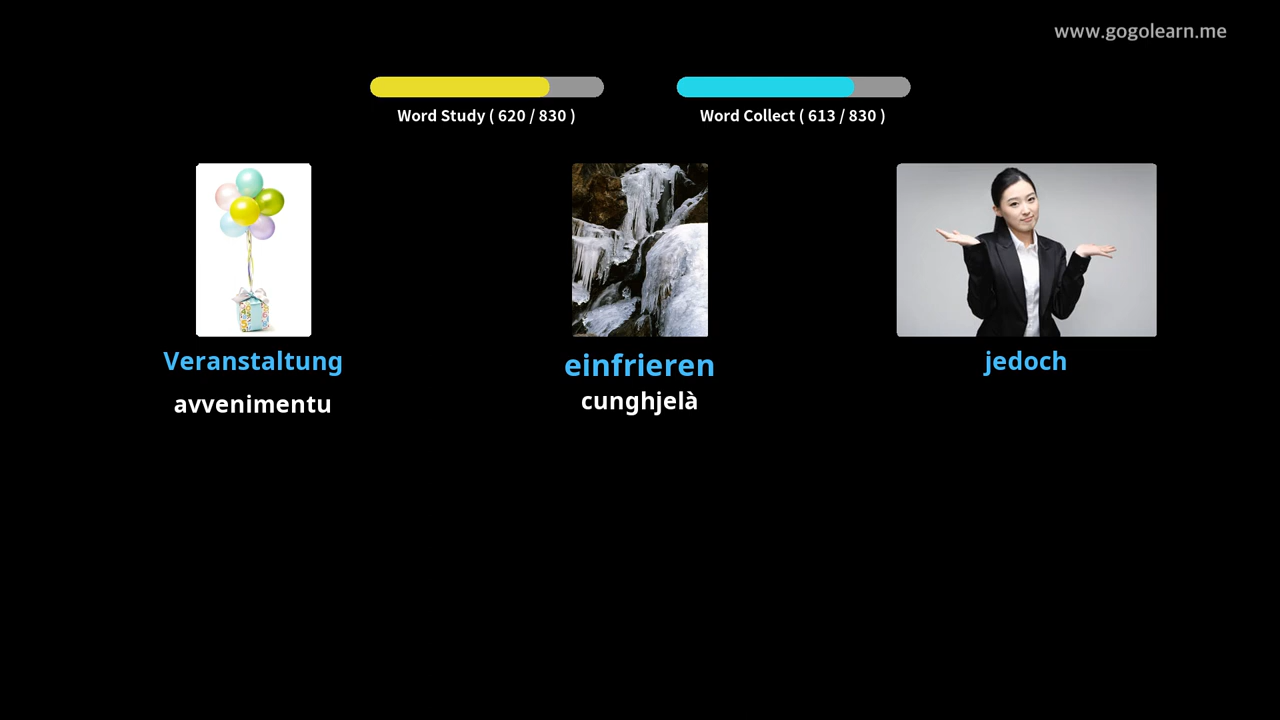 www.gogolearn.me
Word Study ( 620 / 830 )
Word Collect ( 613 / 830 )
Veranstaltung
avvenimentu
einfrieren
cunghjelà
jedoch